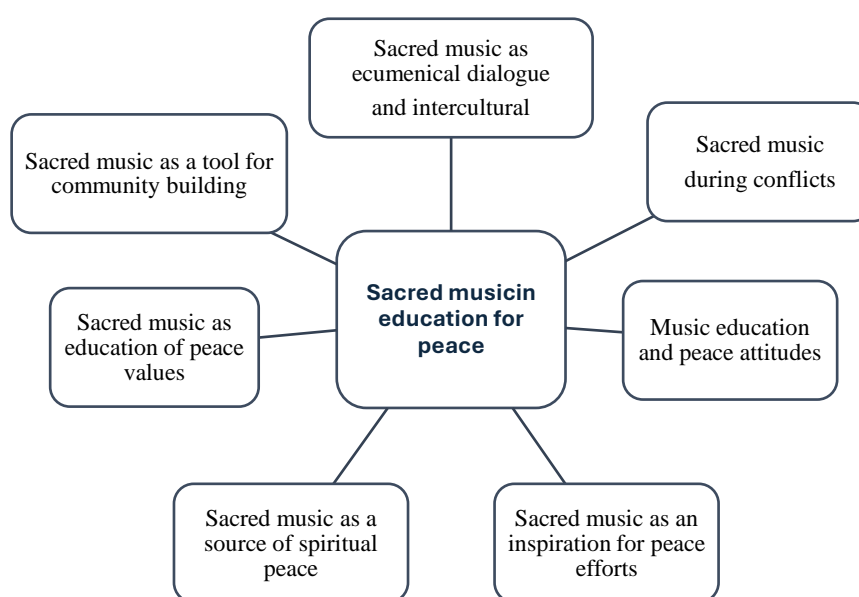 Sacred music as
ecumenical dialogue
and intercultural
Sacred music
during conflicts
Sacred music as a tool for
community building
Sacred musicin
education for
peace
Sacred music as
education of peace
values
Music education
and peace attitudes
Sacred music as a
source of spiritual
peace
Sacred music as an
inspiration for peace
efforts